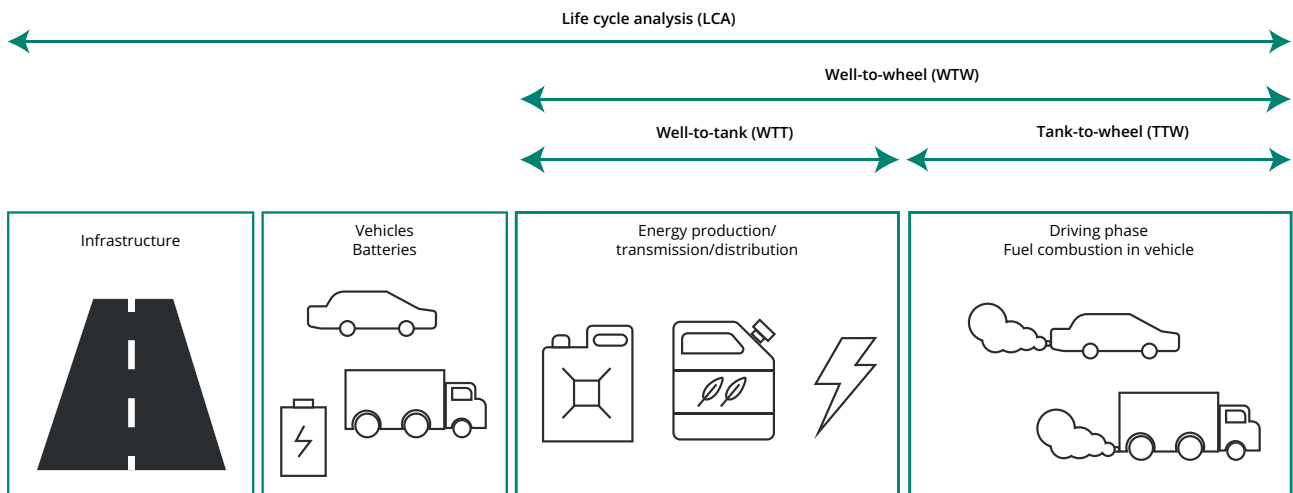 Life cycle analysis (LCA)
Well-to-wheel (WTW)
Well-to-tank (WTT)
Tank-to-wheel (TTW)
Infrastructure
Vehicles
Batteries
Energy production/
transmission/distribution
Driving phase
Fuel combustion in vehicle